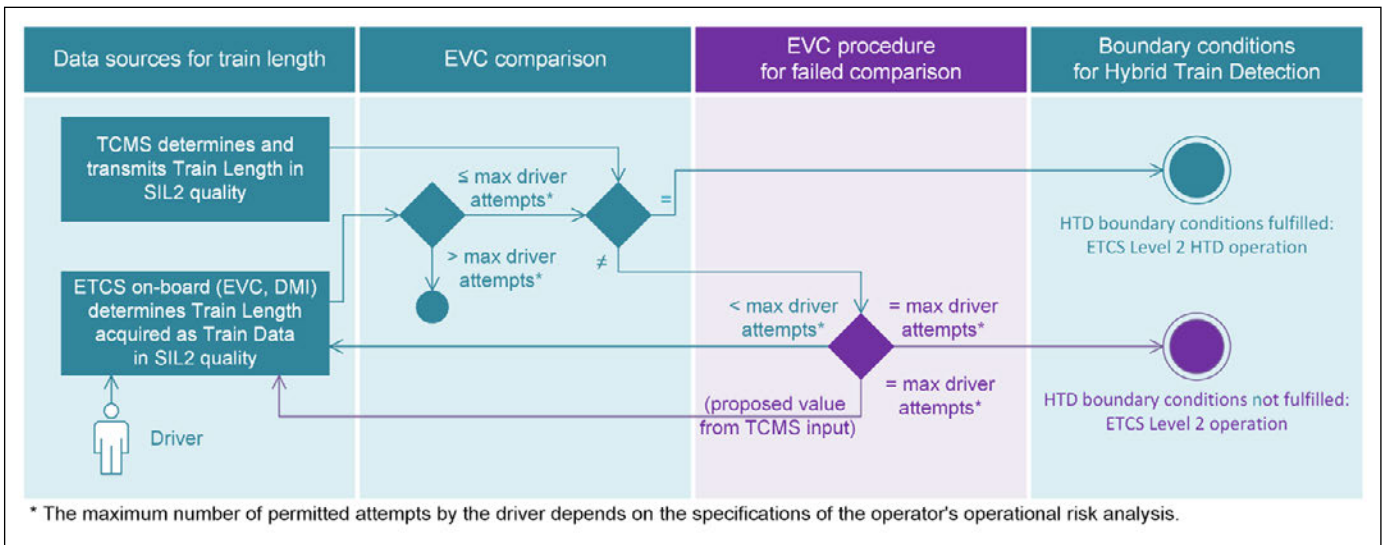 Data sources for train length
EVC comparison
EVC procedure
for failed comparison
Boundary conditions
for Hybrid Train Detection
TCMS determines and
transmits Train Length in
SIL2 quality
≤ max driver
attempts*
=
> max driver
attempts*
≠
HTD boundary conditions fulfilled:
ETCS Level 2 HTD operation
ETCS on-board (EVC, DMI)
determines Train Length
acquired as Train Data
in SIL2 quality
< max driver
attempts*
= max driver
attempts*
= max driver
attempts*
(proposed value
from TCMS input)
HTD boundary conditions not fulfilled:
ETCS Level 2 operation
Driver
* The maximum number of permitted attempts by the driver depends on the specifications of the operator's operational risk analysis.